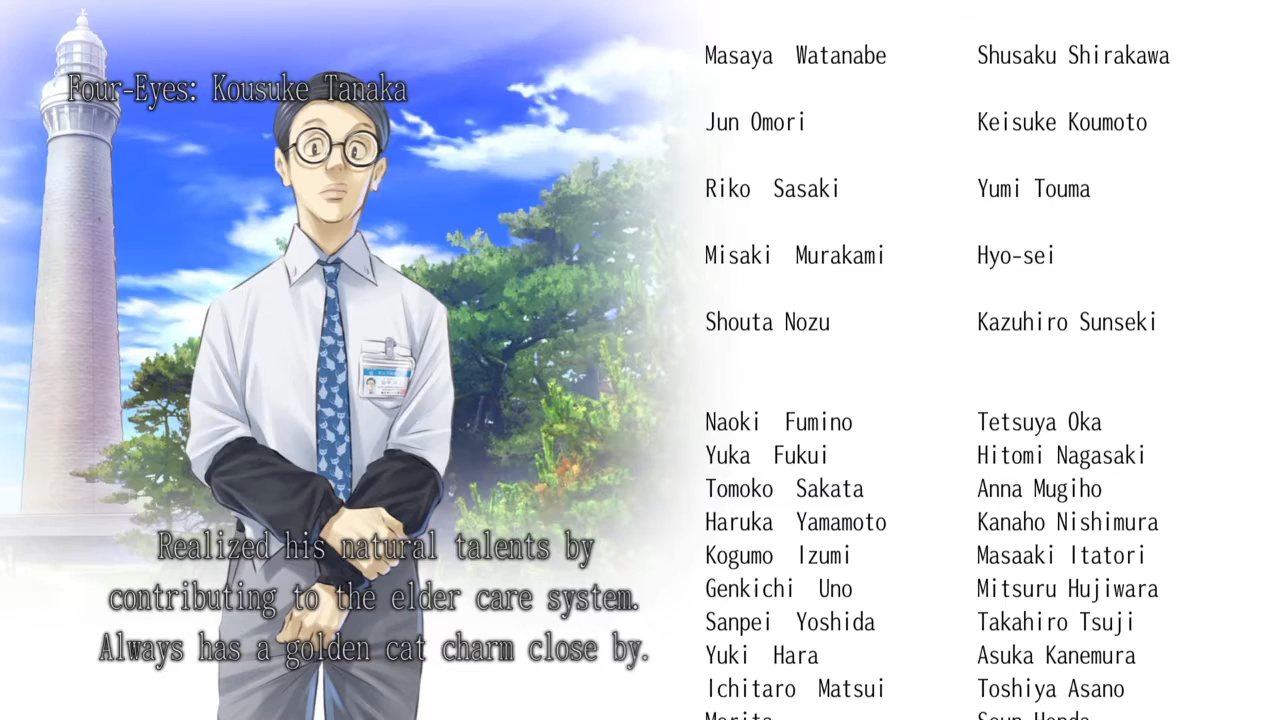 Four-Eyes: Kousuke Tanaka
Realized his natural talents by
contributing to the elder care system.
Always has a golden cat charm close by.
Masaya Watanabe Shusaku Shirakawa
Jun Omori Keisuke Koumoto
Riko Sasaki Yumi Touma
Misaki Murakami Hyo-sei
Shouta Nozu Kazuhiro Sunseki
Naoki Fumino Tetsuya Oka
Yuka Fukui Hitomi Nagasaki
Tomoko Sakata Anna Mugiho
Haruka Yamamoto Kanaho Nishimura
Kogumo Izumi Masaaki Itatori
Genkichi Uno Mitsuru Hujiwara
Sanpei Yoshida Takahiro Tsuji
Yuki Hara Asuka Kanemura
Ichitaro Matsui Toshiya Asano